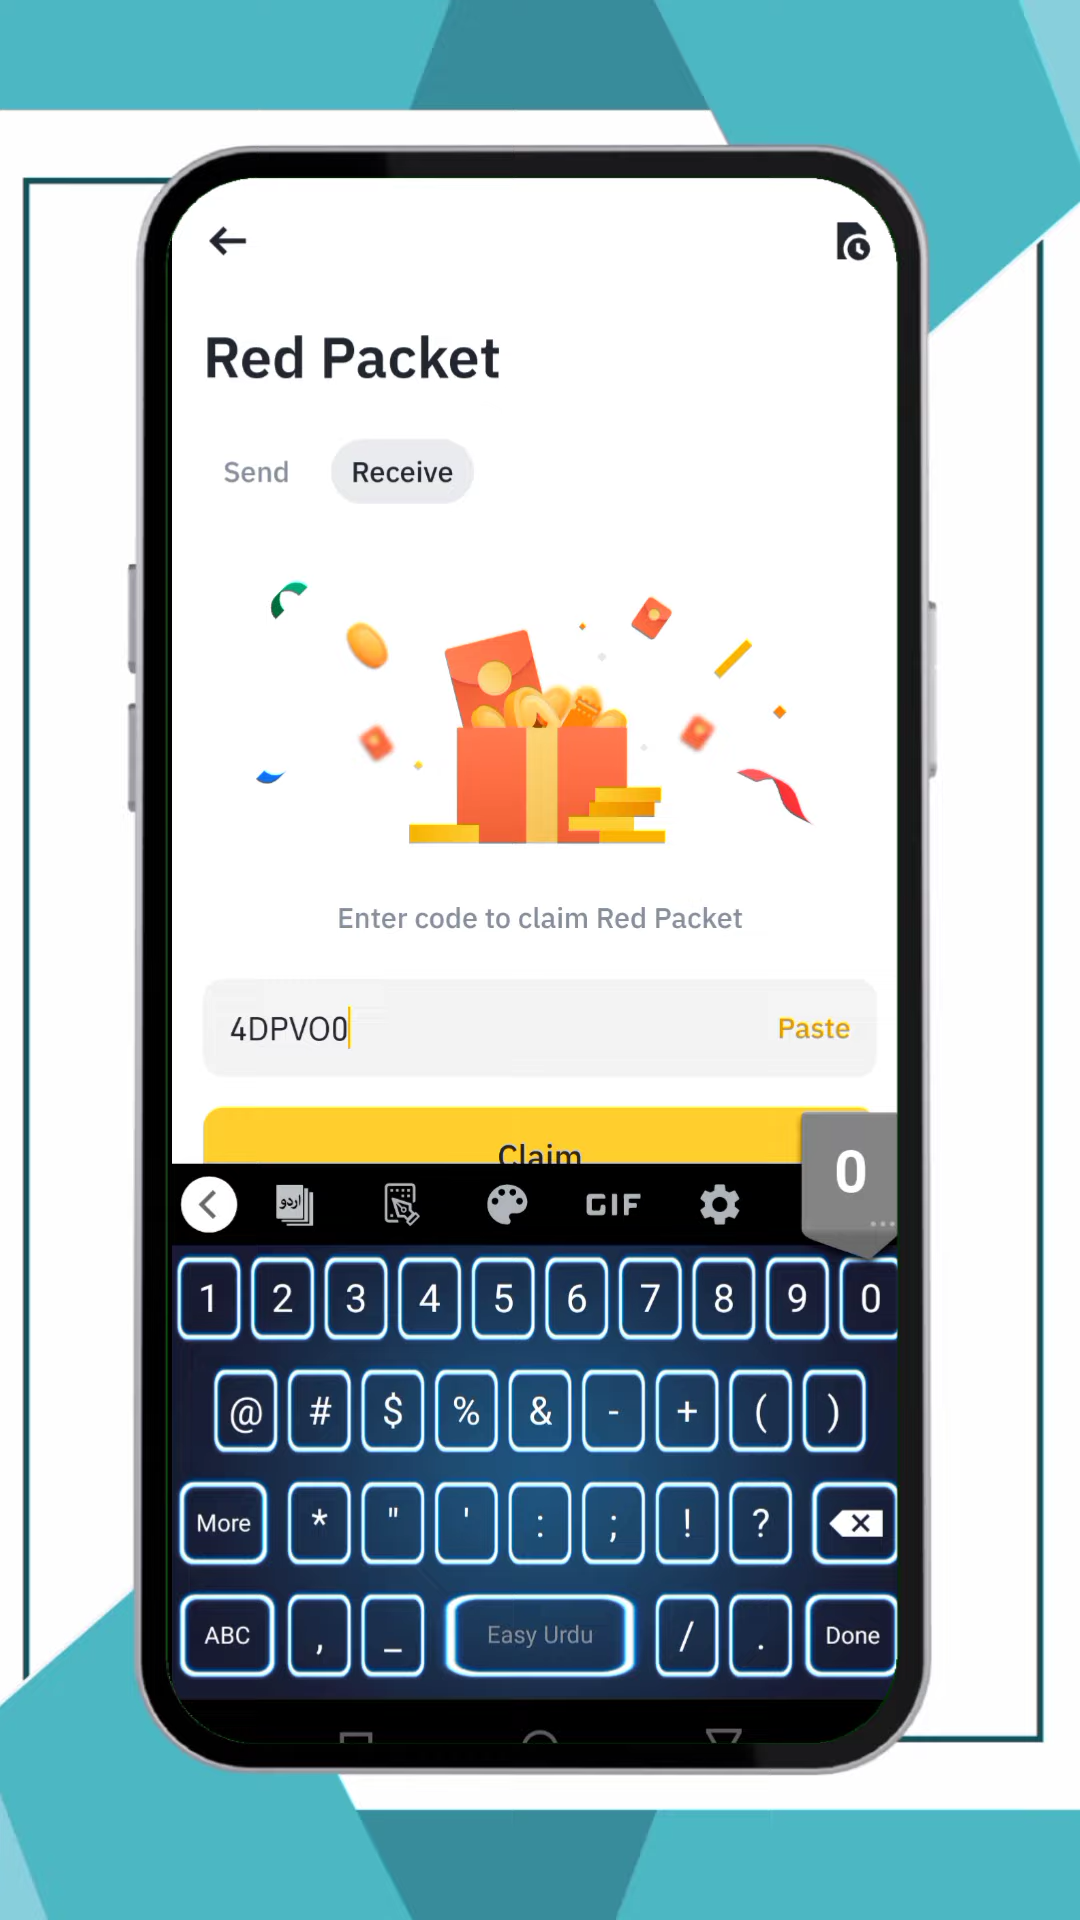 Red Packet
Send Receive
Enter code to claim Red Packet
4DPVO0 Paste
Claim
0
اردو GIF
1 2 3 4 5 6 7 8 9 0
@ # $ % & - + ( )
More * " ' : ; ! ?
ABC , _ Easy Urdu / . Done